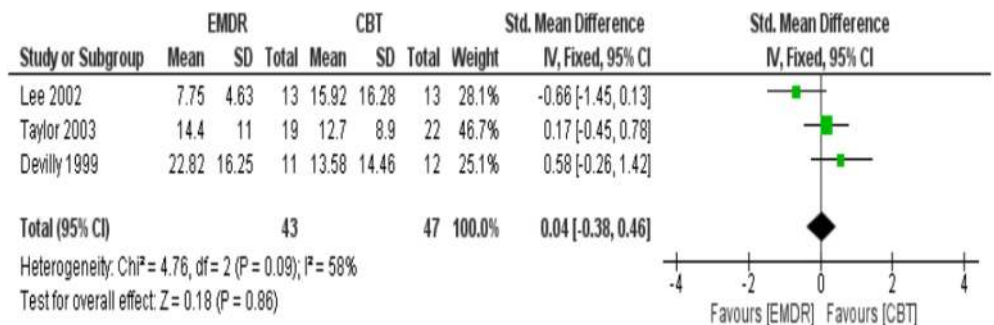 EMDR CBT Std. Mean Difference Std. Mean Difference
Study or Subgroup Mean SD Total Mean SD Total Weight IV, Fixed, 95% CI IV, Fixed, 95% CI
Lee 2002 7.75 4.63 13 15.92 16.28 13 28.1% -0.66 [-1.45, 0.13]
Taylor 2003 14.4 11 19 12.7 8.9 22 46.7% 0.17 [-0.45, 0.78]
Devilly 1999 22.82 16.25 11 13.58 14.46 12 25.1% 0.58 [-0.26, 1.42]
Total (95% CI) 43 47 100.0% 0.04 [-0.38, 0.46]
Heterogeneity: Chi² = 4.76, df = 2 (P = 0.09); I² = 58%
Test for overall effect: Z = 0.18 (P = 0.86)
-4 -2 0 2 4
Favours [EMDR] Favours [CBT]